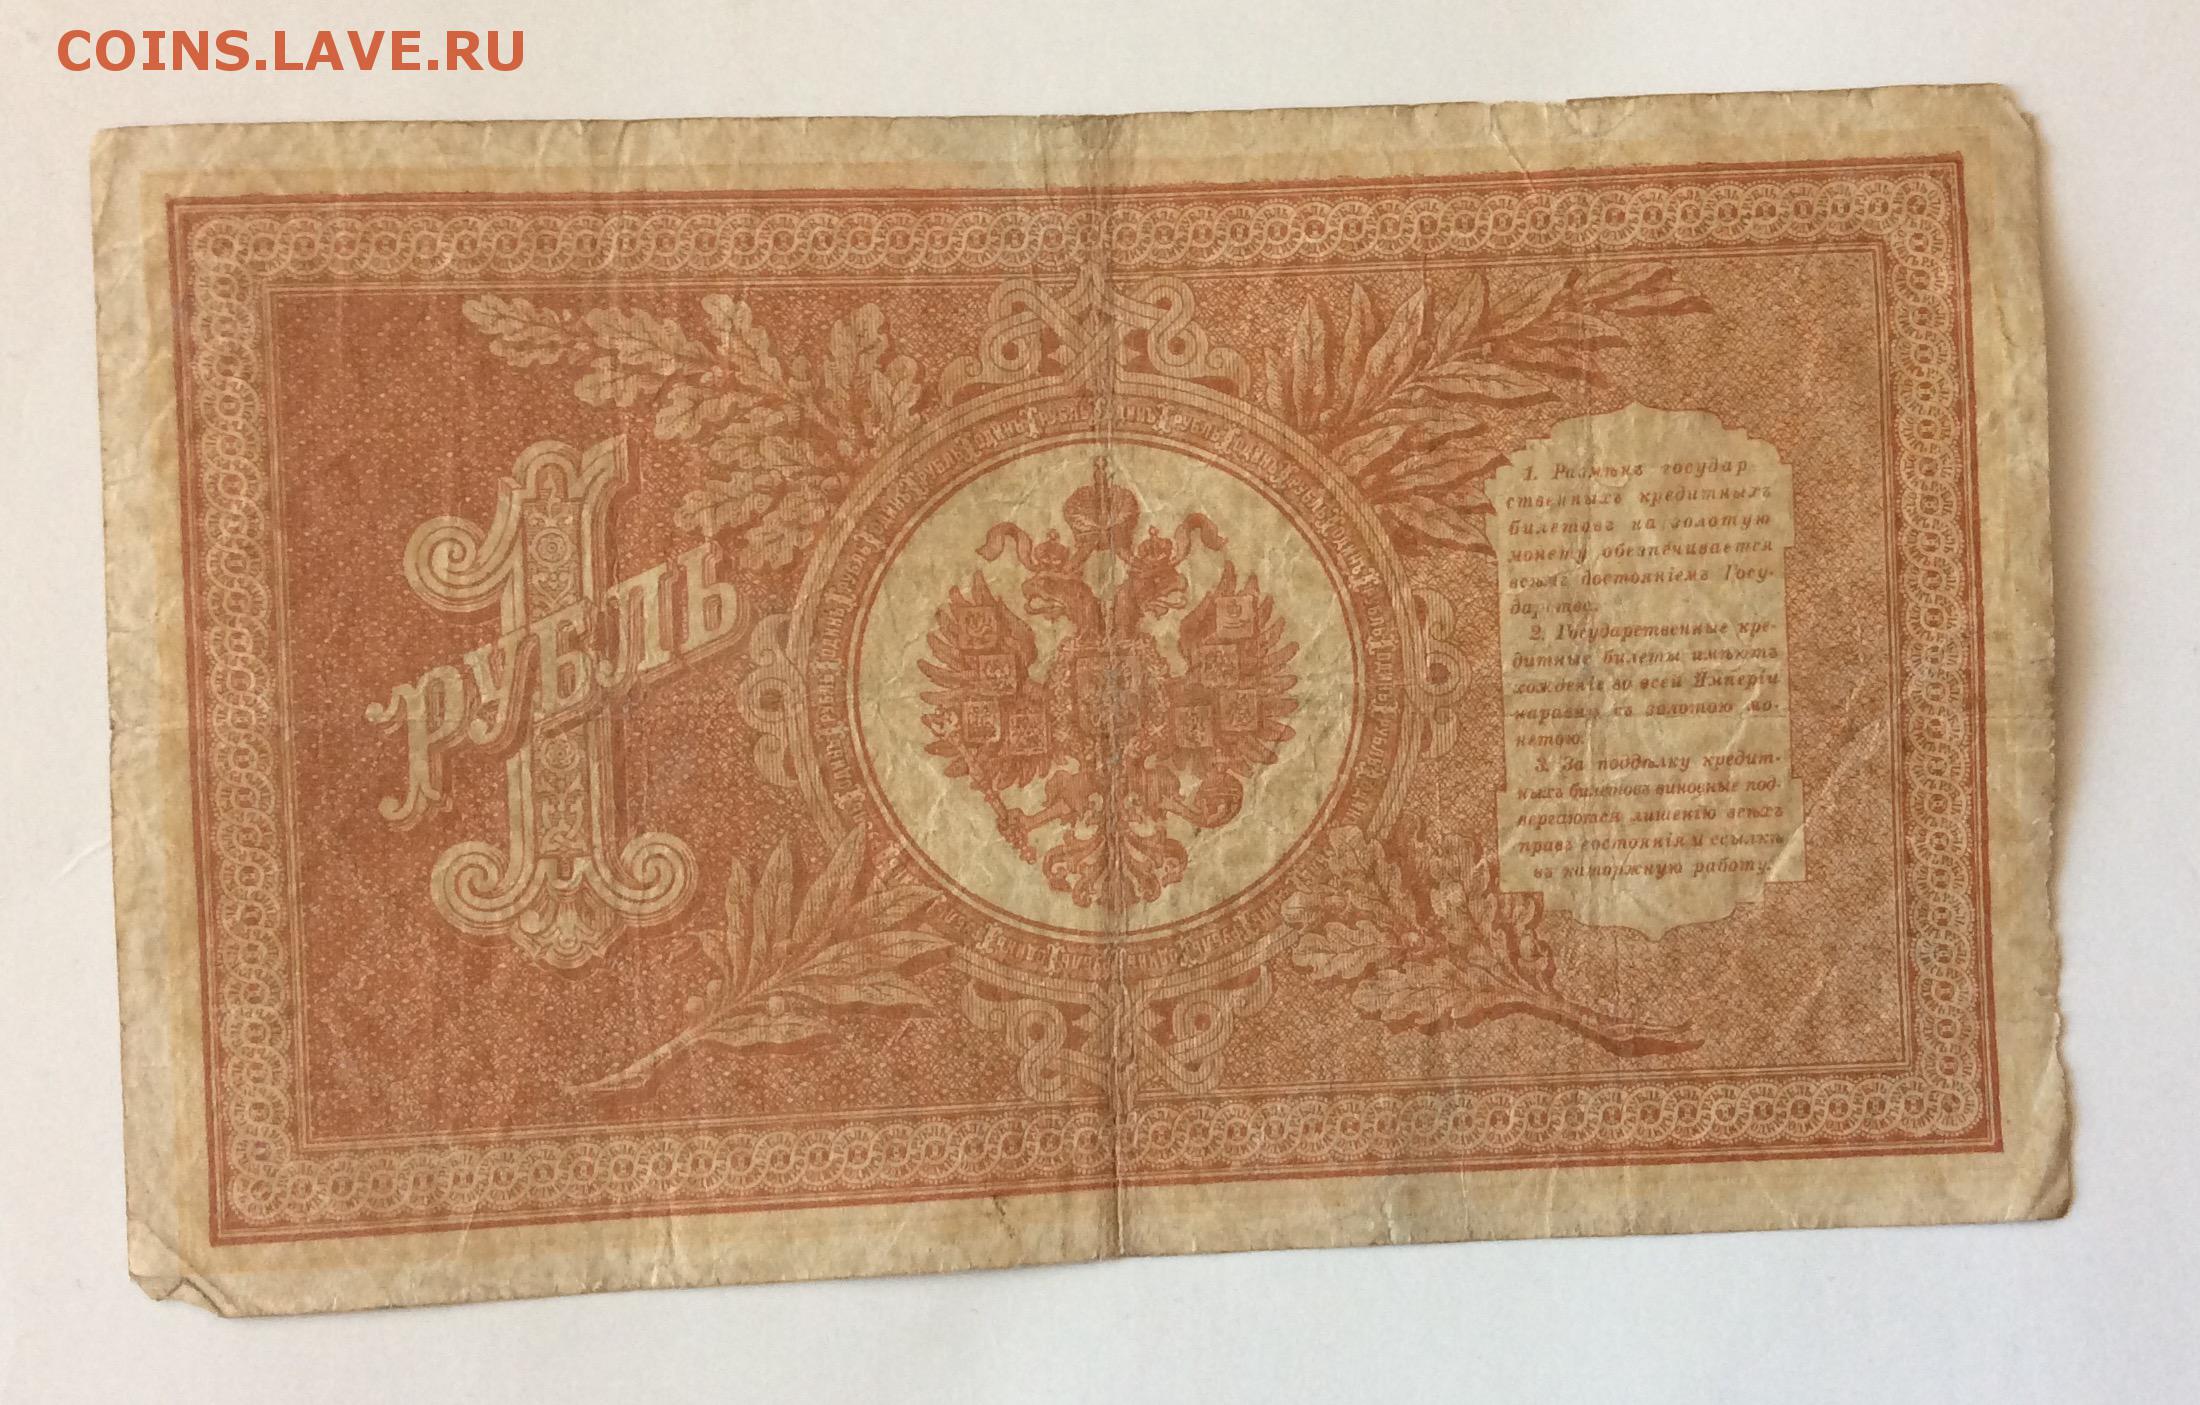 COINS.LAVE.RU
1
рубль
1. Размѣнъ государ
ственныхъ кредитныхъ
билетовъ на золотую
монету обезпечивается
всѣмъ достояніемъ Госу-
дарства.
2. Государственные кре-
дитные билеты имѣютъ
хожденіе во всей Имперіи
наравнѣ съ золотою мо-
нетою.
3. За поддѣлку кредит-
ныхъ билетовъ виновные под-
вергаются лишенію всѣхъ
правъ состоянія и ссылкѣ
въ каторжную работу.